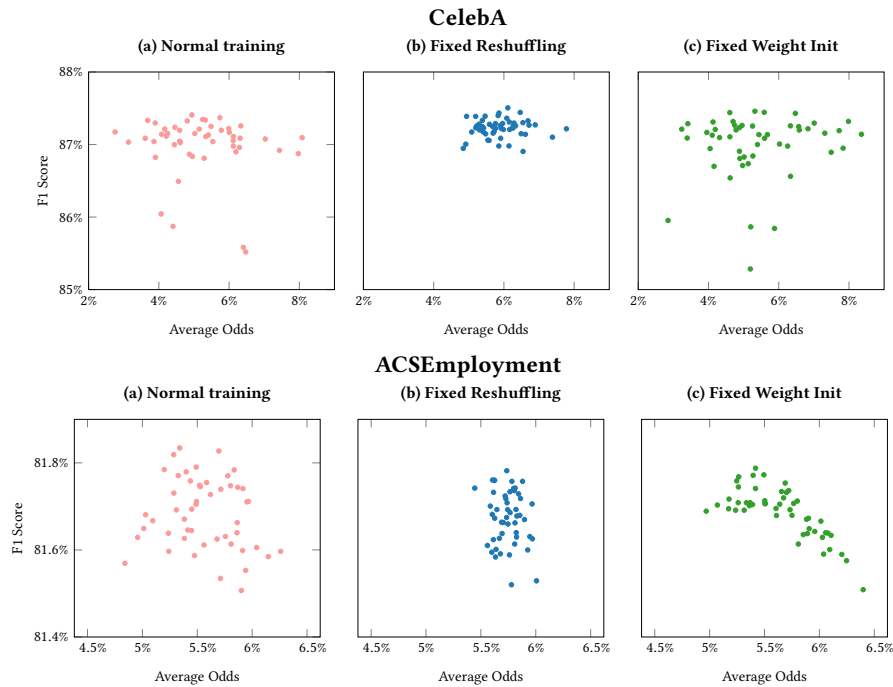 CelebA
(a) Normal training (b) Fixed Reshuffling (c) Fixed Weight Init
88%
87%
86%
85%
F1 Score
2% 4% 6% 8% 2% 4% 6% 8% 2% 4% 6% 8%
Average Odds Average Odds Average Odds
ACSEmployment
(a) Normal training (b) Fixed Reshuffling (c) Fixed Weight Init
81.8%
81.6%
81.4%
F1 Score
4.5% 5% 5.5% 6% 6.5% 4.5% 5% 5.5% 6% 6.5% 4.5% 5% 5.5% 6% 6.5%
Average Odds Average Odds Average Odds